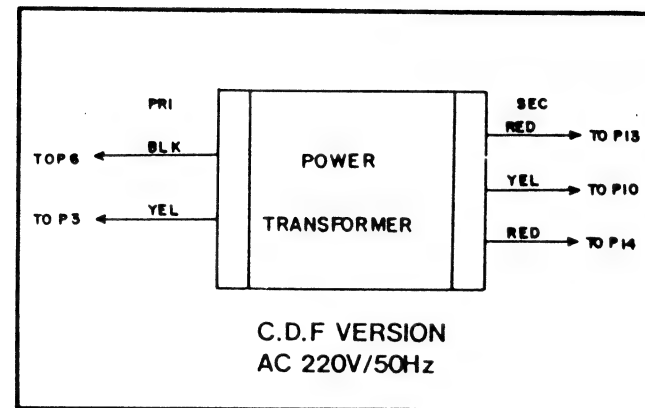 PRI
SEC
BLK
RED
TO P6
POWER
TO P13
YEL
YEL
TO P3
TO P10
TRANSFORMER
RED
TO P14
C.D.F VERSION
AC 220V/50Hz